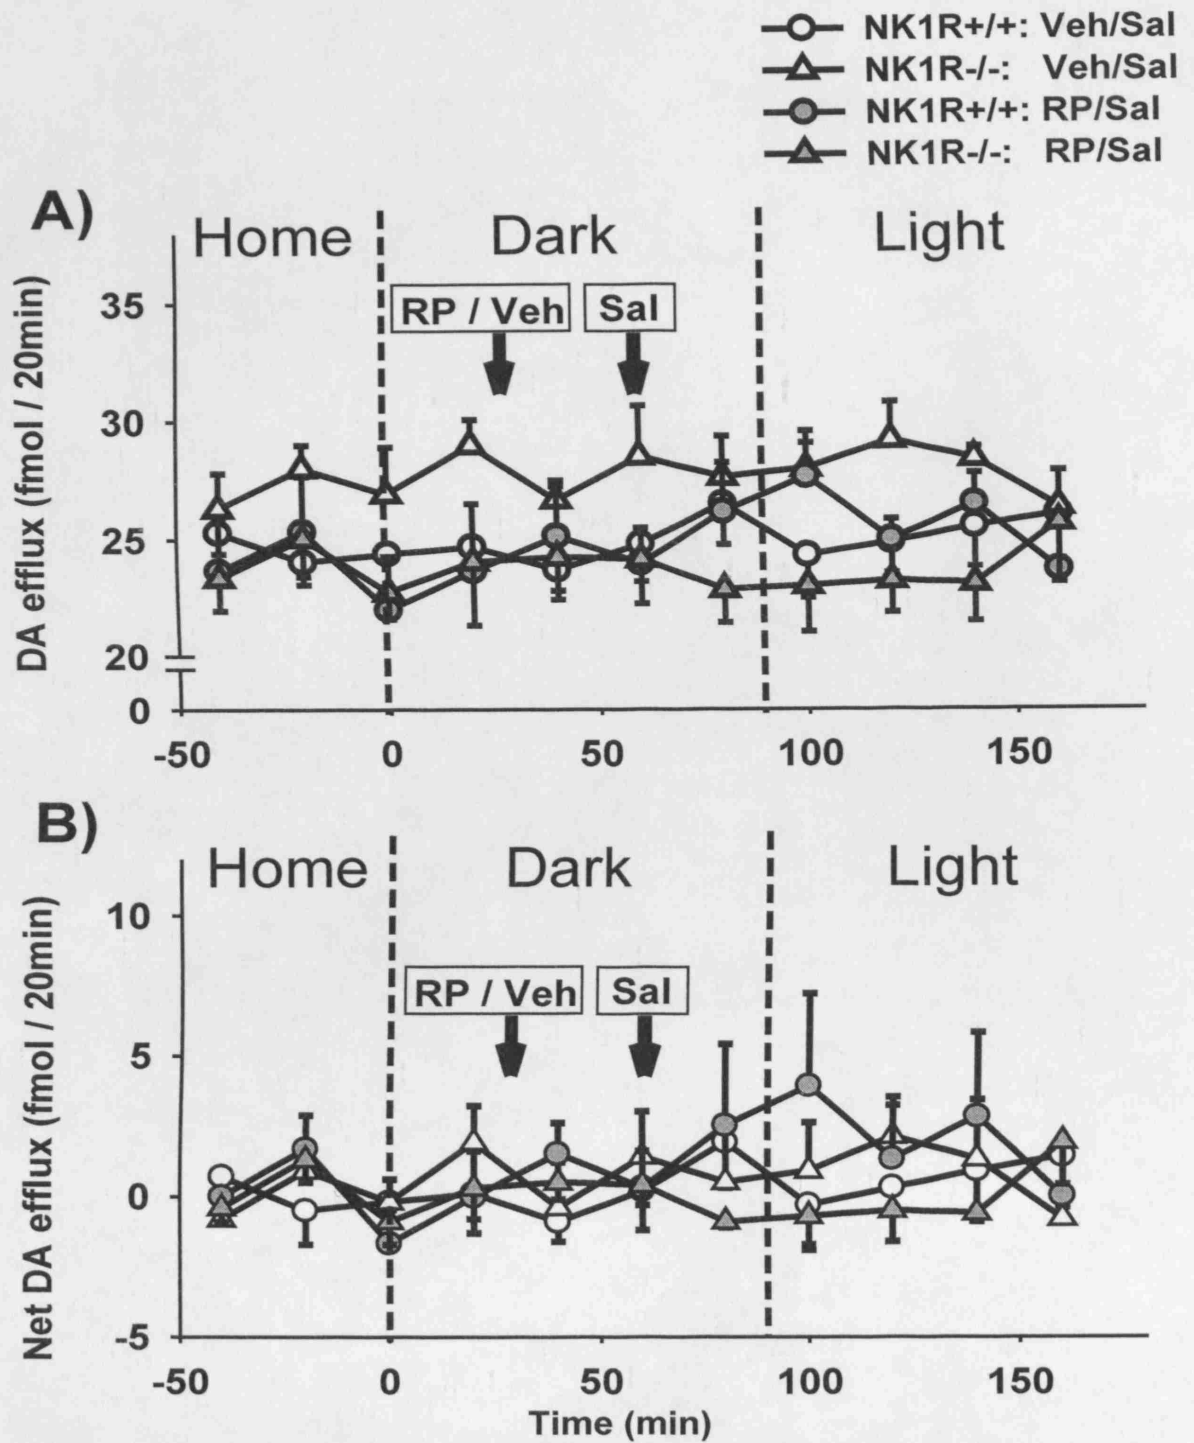 NK1R+/+: Veh/Sal
NK1R-/-: Veh/Sal
NK1R+/+: RP/Sal
NK1R-/-: RP/Sal
A)
Home Dark Light
RP / Veh Sal
DA efflux (fmol / 20min)
35
30
25
20
0
-50 0 50 100 150
B)
Home Dark Light
RP / Veh Sal
Net DA efflux (fmol / 20min)
10
5
0
-5
-50 0 50 100 150
Time (min)